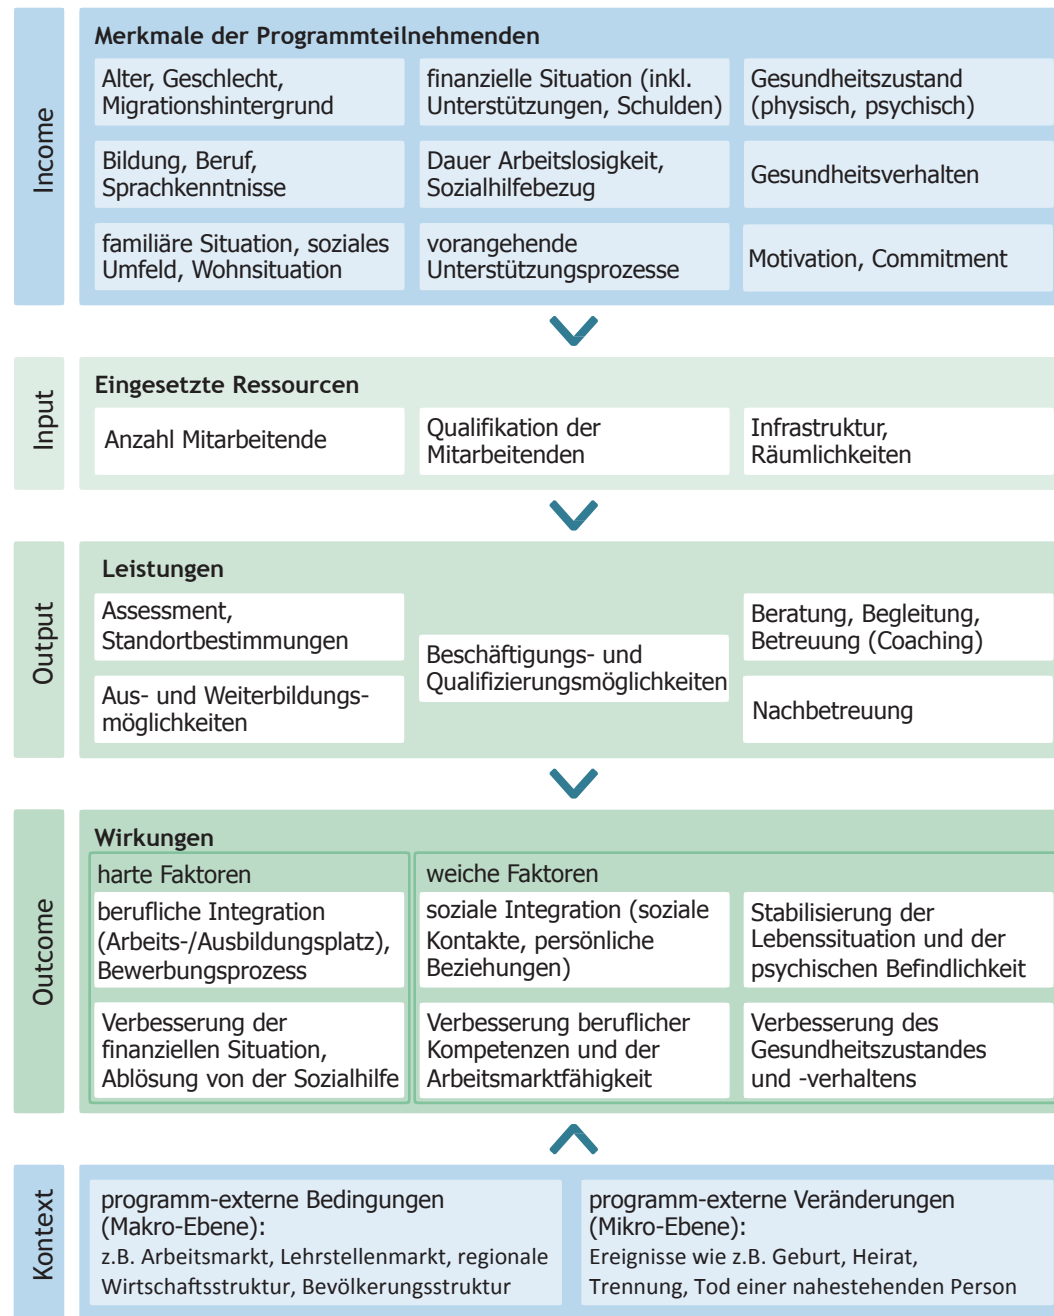 Income
Merkmale der Programmteilnehmenden
Alter, Geschlecht,
Migrationshintergrund
finanzielle Situation (inkl.
Unterstützungen, Schulden)
Gesundheitszustand
(physisch, psychisch)
Bildung, Beruf,
Sprachkenntnisse
Dauer Arbeitslosigkeit,
Sozialhilfebezug
Gesundheitsverhalten
familiäre Situation, soziales
Umfeld, Wohnsituation
vorangehende
Unterstützungsprozesse
Motivation, Commitment
Input
Eingesetzte Ressourcen
Anzahl Mitarbeitende
Qualifikation der
Mitarbeitenden
Infrastruktur,
Räumlichkeiten
Output
Leistungen
Assessment,
Standortbestimmungen
Aus- und Weiterbildungs-
möglichkeiten
Beschäftigungs- und
Qualifizierungsmöglichkeiten
Beratung, Begleitung,
Betreuung (Coaching)
Nachbetreuung
Outcome
Wirkungen
harte Faktoren
berufliche Integration
(Arbeits-/Ausbildungsplatz),
Bewerbungsprozess
Verbesserung der
finanziellen Situation,
Ablösung von der Sozialhilfe
weiche Faktoren
soziale Integration (soziale
Kontakte, persönliche
Beziehungen)
Stabilisierung der
Lebenssituation und der
psychischen Befindlichkeit
Verbesserung beruflicher
Kompetenzen und der
Arbeitsmarktfähigkeit
Verbesserung des
Gesundheitszustandes
und -verhaltens
Kontext
programm-externe Bedingungen
(Makro-Ebene):
z.B. Arbeitsmarkt, Lehrstellenmarkt, regionale
Wirtschaftsstruktur, Bevölkerungsstruktur
programm-externe Veränderungen
(Mikro-Ebene):
Ereignisse wie z.B. Geburt, Heirat,
Trennung, Tod einer nahestehenden Person